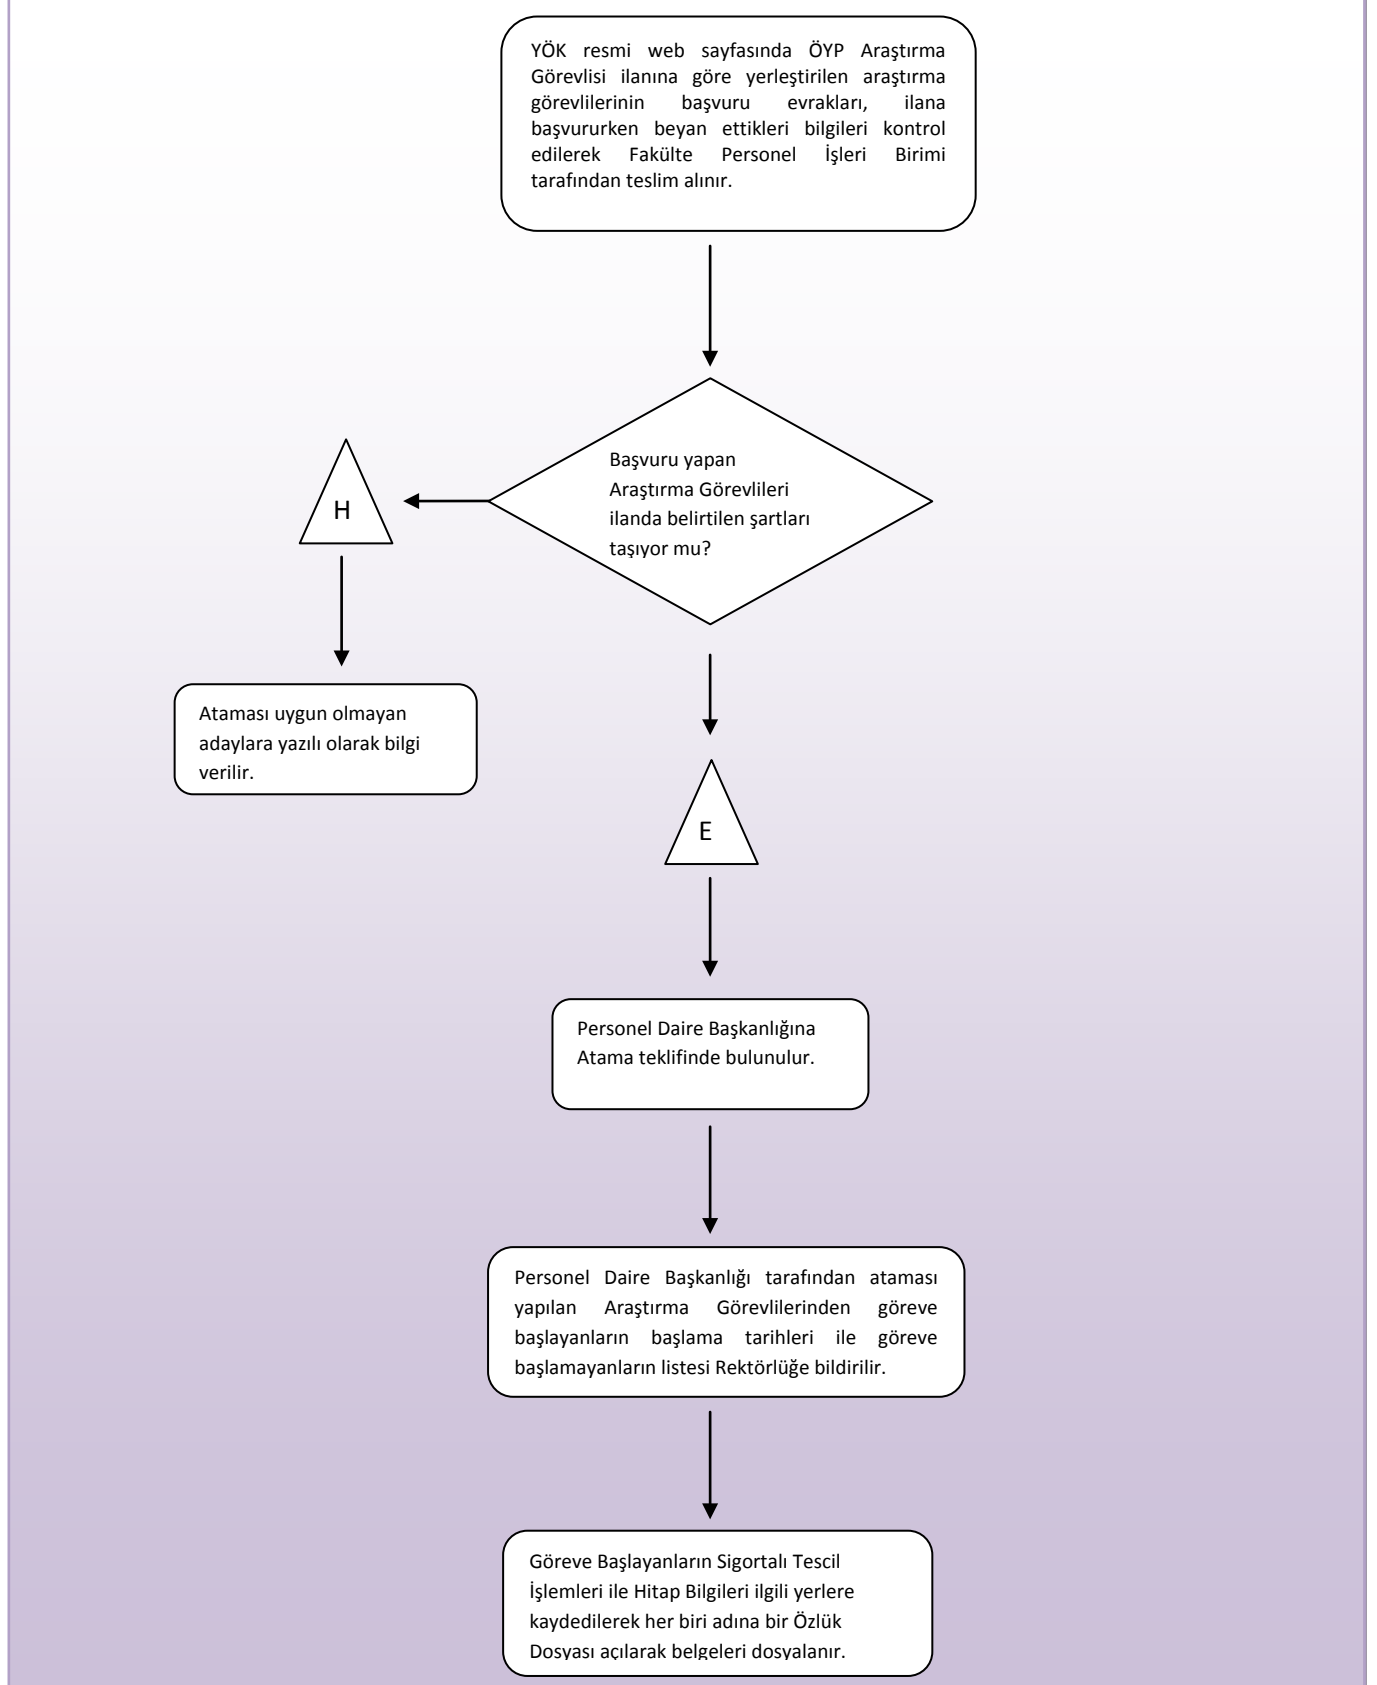 YÖK resmi web sayfasında ÖYP Araştırma
Görevlisi ilanına göre yerleştirilen araştırma
görevlilerinin başvuru evrakları, ilana
başvururken beyan ettikleri bilgileri kontrol
edilerek Fakülte Personel İşleri Birimi
tarafından teslim alınır.
Başvuru yapan
Araştırma Görevlileri
ilanda belirtilen şartları
taşıyor mu?
H
Ataması uygun olmayan
adaylara yazılı olarak bilgi
verilir.
E
Personel Daire Başkanlığına
Atama teklifinde bulunulur.
Personel Daire Başkanlığı tarafından ataması
yapılan Araştırma Görevlilerinden göreve
başlayanların başlama tarihleri ile göreve
başlamayanların listesi Rektörlüğe bildirilir.
Göreve Başlayanların Sigortalı Tescil
İşlemleri ile Hitap Bilgileri ilgili yerlere
kaydedilerek her biri adına bir Özlük
Dosyası açılarak belgeleri dosyalanır.